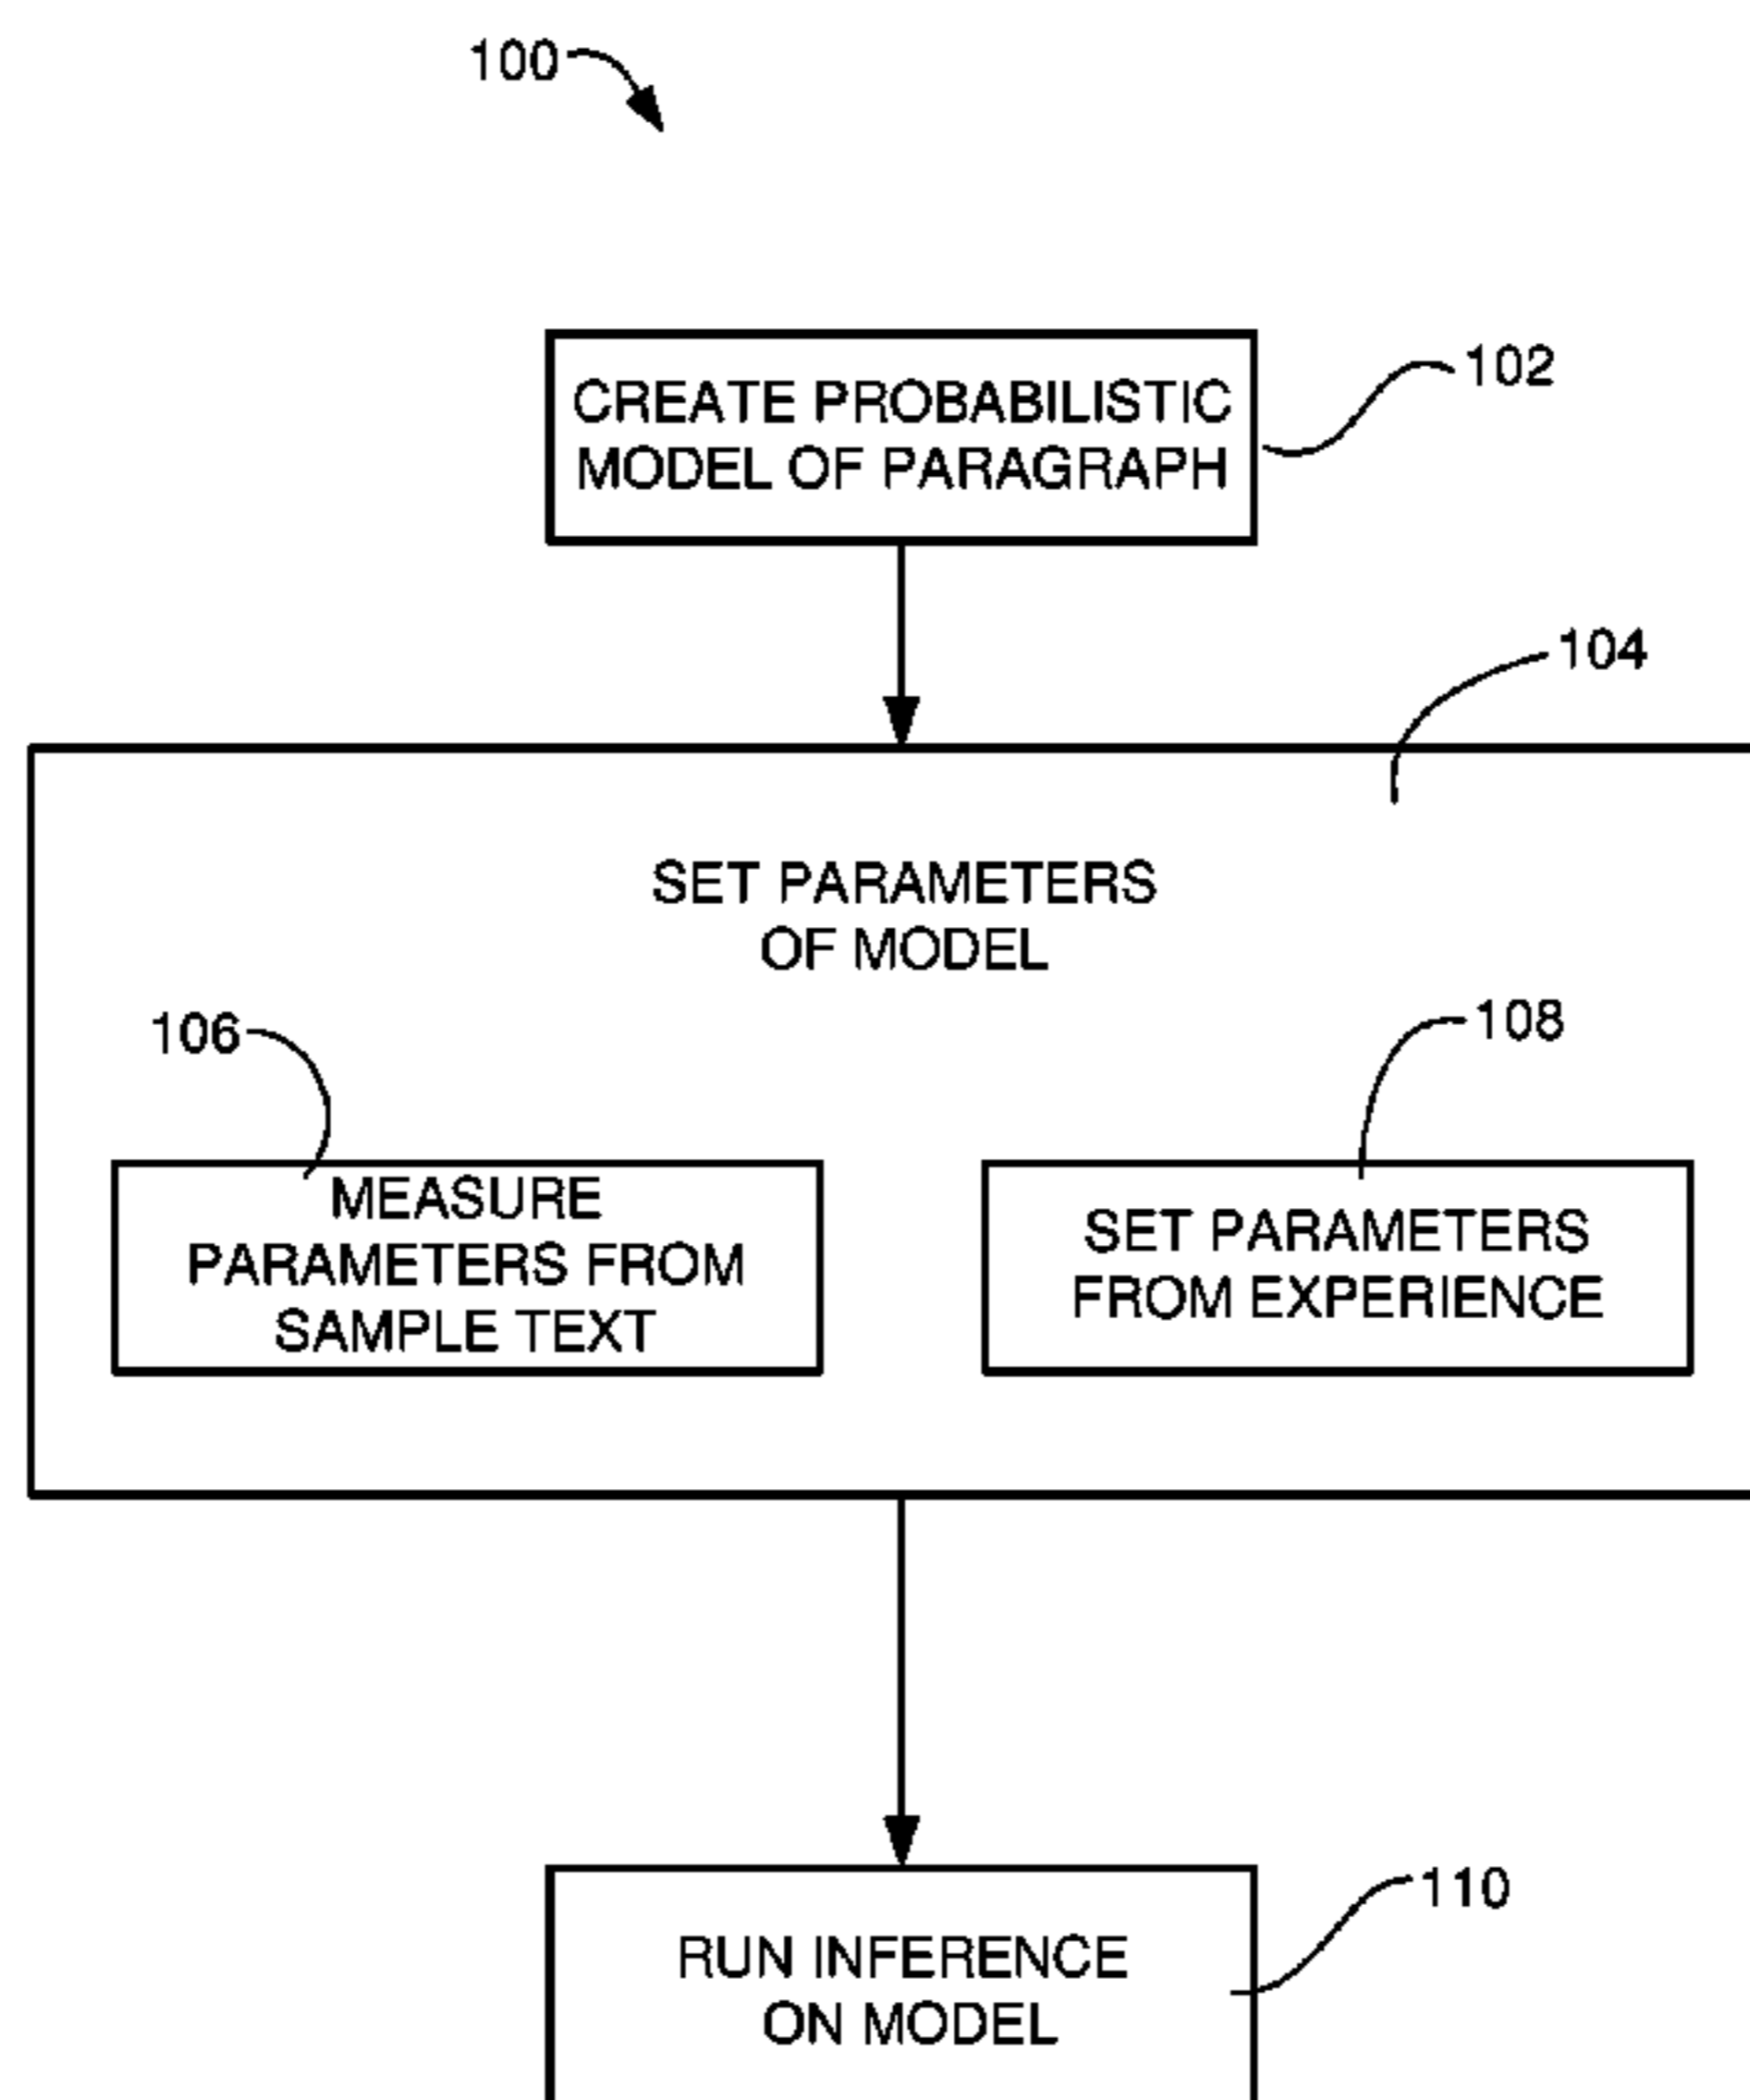 100
CREATE PROBABILISTIC
MODEL OF PARAGRAPH
102
104
SET PARAMETERS
OF MODEL
106
108
MEASURE
PARAMETERS FROM
SAMPLE TEXT
SET PARAMETERS
FROM EXPERIENCE
110
RUN INFERENCE
ON MODEL